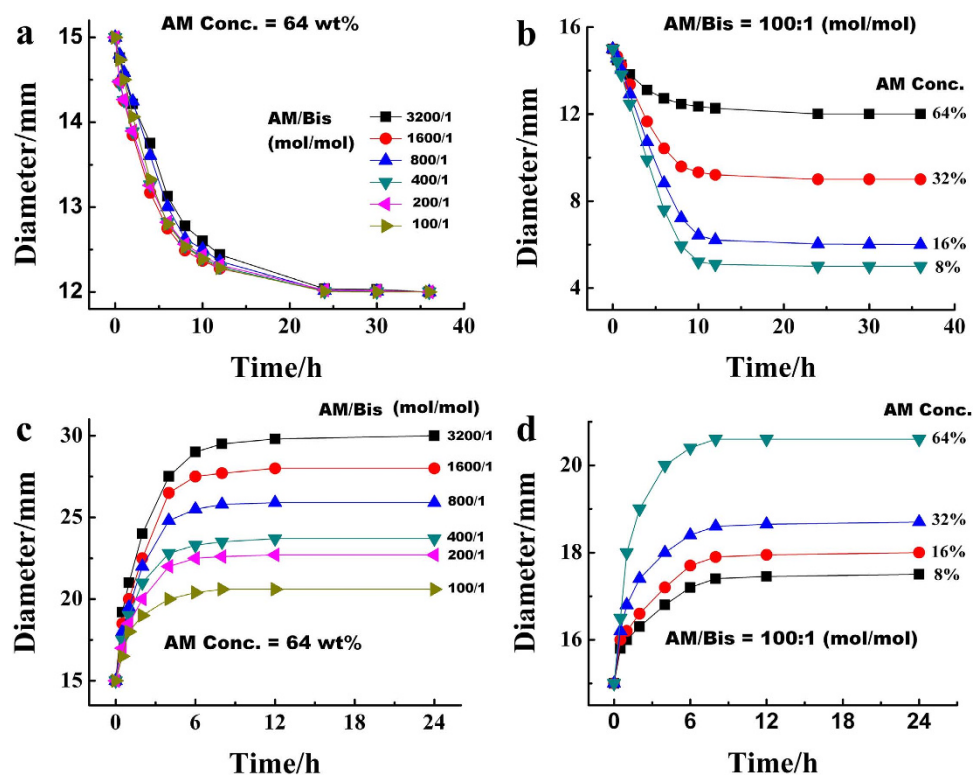 a
AM Conc. = 64 wt%
AM/Bis
(mol/mol)
3200/1
1600/1
800/1
400/1
200/1
100/1
15
14
13
12
0 10 20 30 40
Diameter/mm
Time/h
b
AM/Bis = 100:1 (mol/mol)
AM Conc.
64%
32%
16%
8%
16
12
8
4
0 10 20 30 40
Diameter/mm
Time/h
c
AM/Bis (mol/mol)
3200/1
1600/1
800/1
400/1
200/1
100/1
AM Conc. = 64 wt%
30
25
20
15
0 6 12 18 24
Diameter/mm
Time/h
d
AM Conc.
64%
32%
16%
8%
AM/Bis = 100:1 (mol/mol)
20
18
16
0 6 12 18 24
Diameter/mm
Time/h